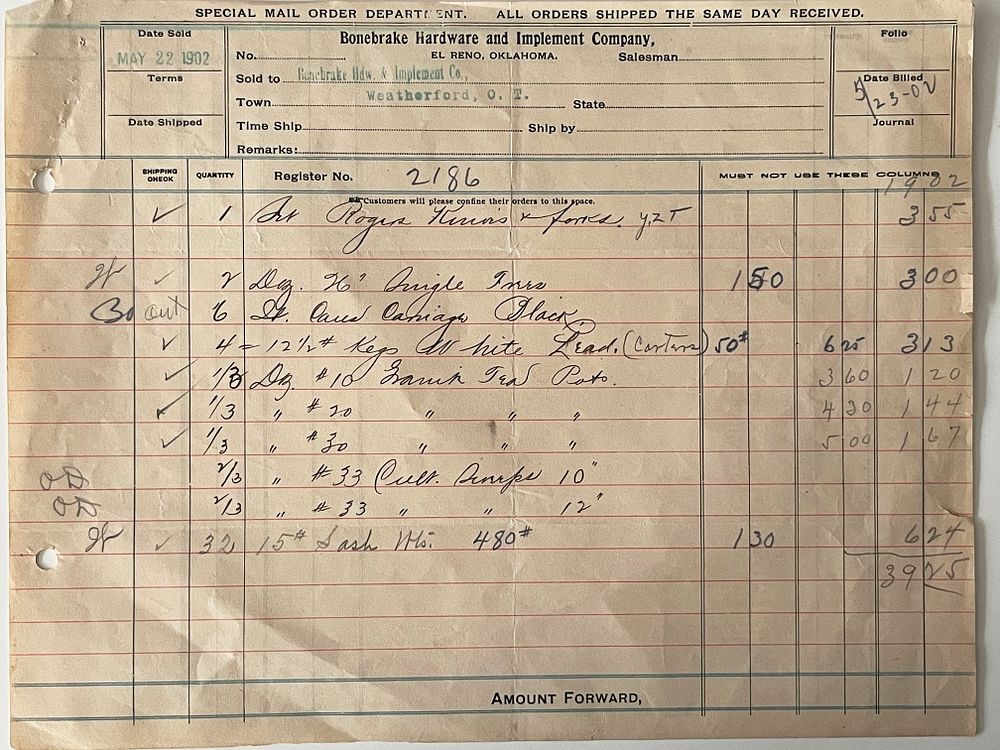 SPECIAL MAIL ORDER DEPARTMENT. ALL ORDERS SHIPPED THE SAME DAY RECEIVED.
Date Sold
MAY 22 1902
Terms
Date Shipped
Bonebrake Hardware and Implement Company,
EL RENO, OKLAHOMA.
No. Salesman
Sold to Bonebrake Hdw. & Implement Co.,
Weatherford, O. T.
Town State
Time Ship Ship by
Remarks:
Folio
Date Billed
5/23-02
Journal
SHIPPING CHECK QUANTITY Register No. 2186 MUST NOT USE THESE COLUMNS
1902
Customers will please confine their orders to this space.
✓ 1 Set Rogers Knives & forks. 3 55
✓ 2 Doz. Single Trees 1 50 3 00
out 6 Black
✓ 4 = 12½# Kegs White Lead. (Carters) 50# 6 25 3 13
✓ 1/3 Doz #10 Granit Tea Pots. 3 60 1 20
✓ 1/3 " #20 " " " 4 30 1 44
✓ 1/3 " #30 " " " 5 00 1 67
2/3 " #33 Cult. Sweeps 10"
2/3 " #33 " " 12"
✓ 32 15# Sash Wts. 480# 1 30 6 24
39 25
AMOUNT FORWARD,